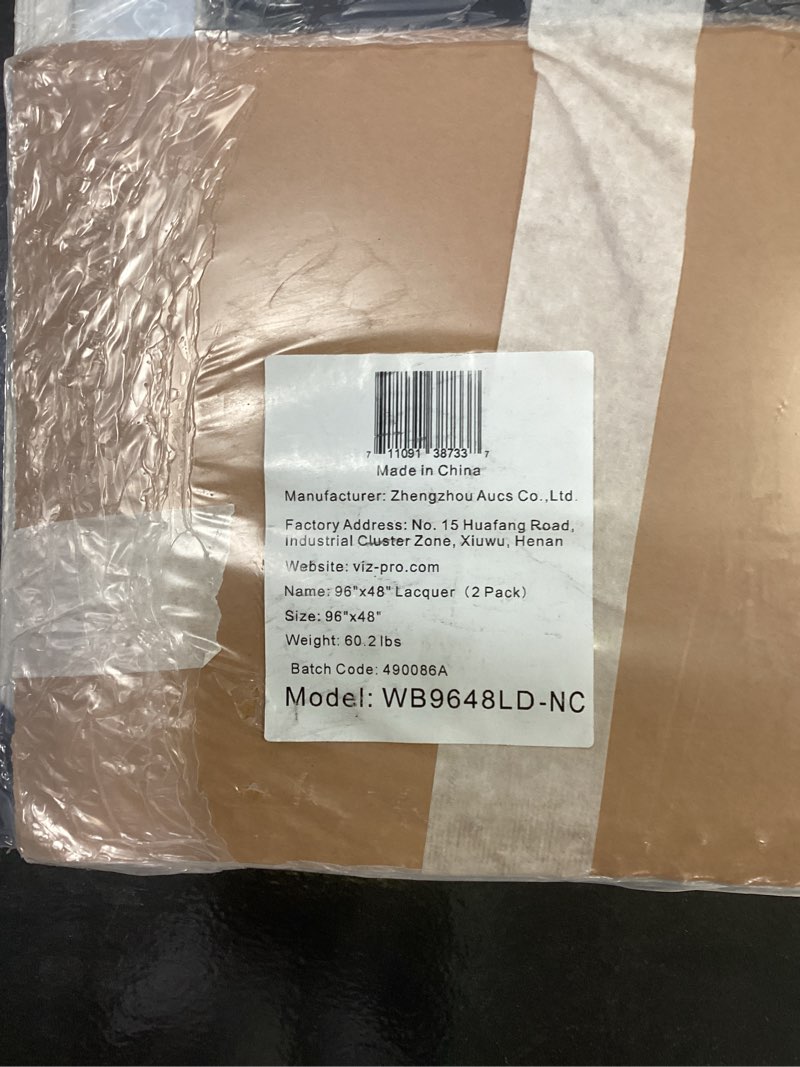 7 11091 38733 7
Made in China
Manufacturer: Zhengzhou Aucs Co.,Ltd.
Factory Address: No. 15 Huafang Road,
industrial Cluster Zone, Xiuwu, Henan
Website: viz-pro.com
Name: 96"x48" Lacquer（2 Pack）
Size: 96"x48"
Weight: 60.2 lbs
Batch Code: 490086A
Model: WB9648LD-NC